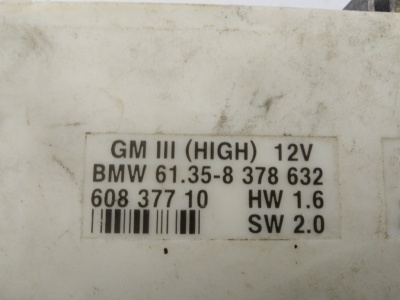 GM III (HIGH) 12V
BMW 61.35-8 378 632
608 377 10 HW 1.6
SW 2.0